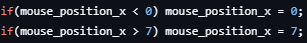 if(mouse_position_x < 0) mouse_position_x = 0;
if(mouse_position_x > 7) mouse_position_x = 7;